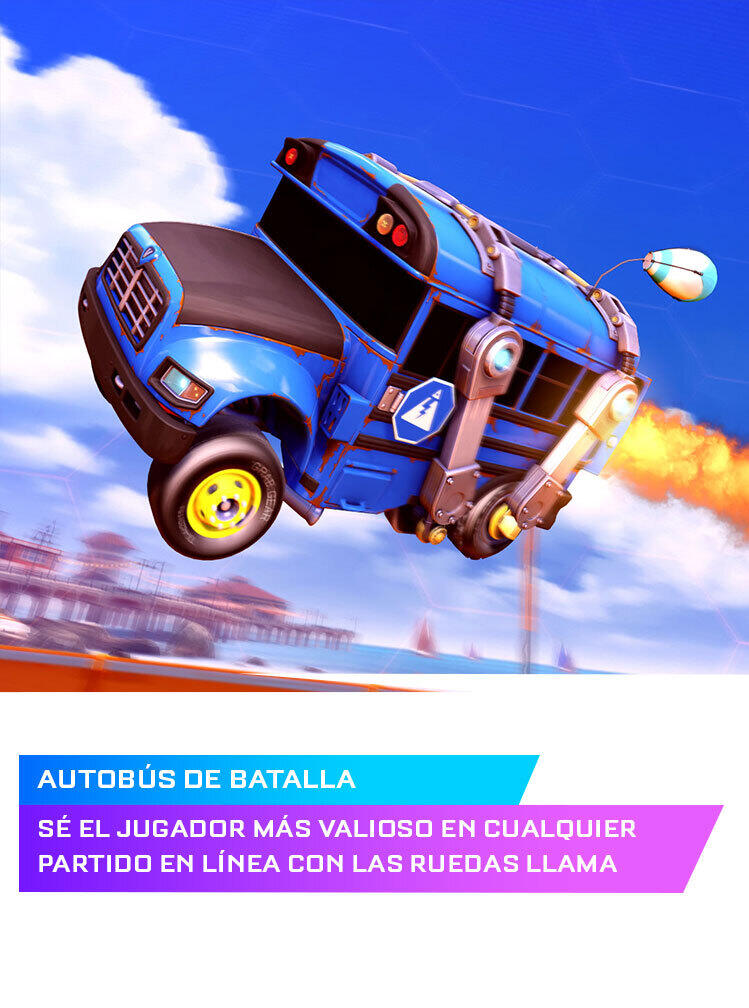 AUTOBÚS DE BATALLA
SÉ EL JUGADOR MÁS VALIOSO EN CUALQUIER
PARTIDO EN LÍNEA CON LAS RUEDAS LLAMA